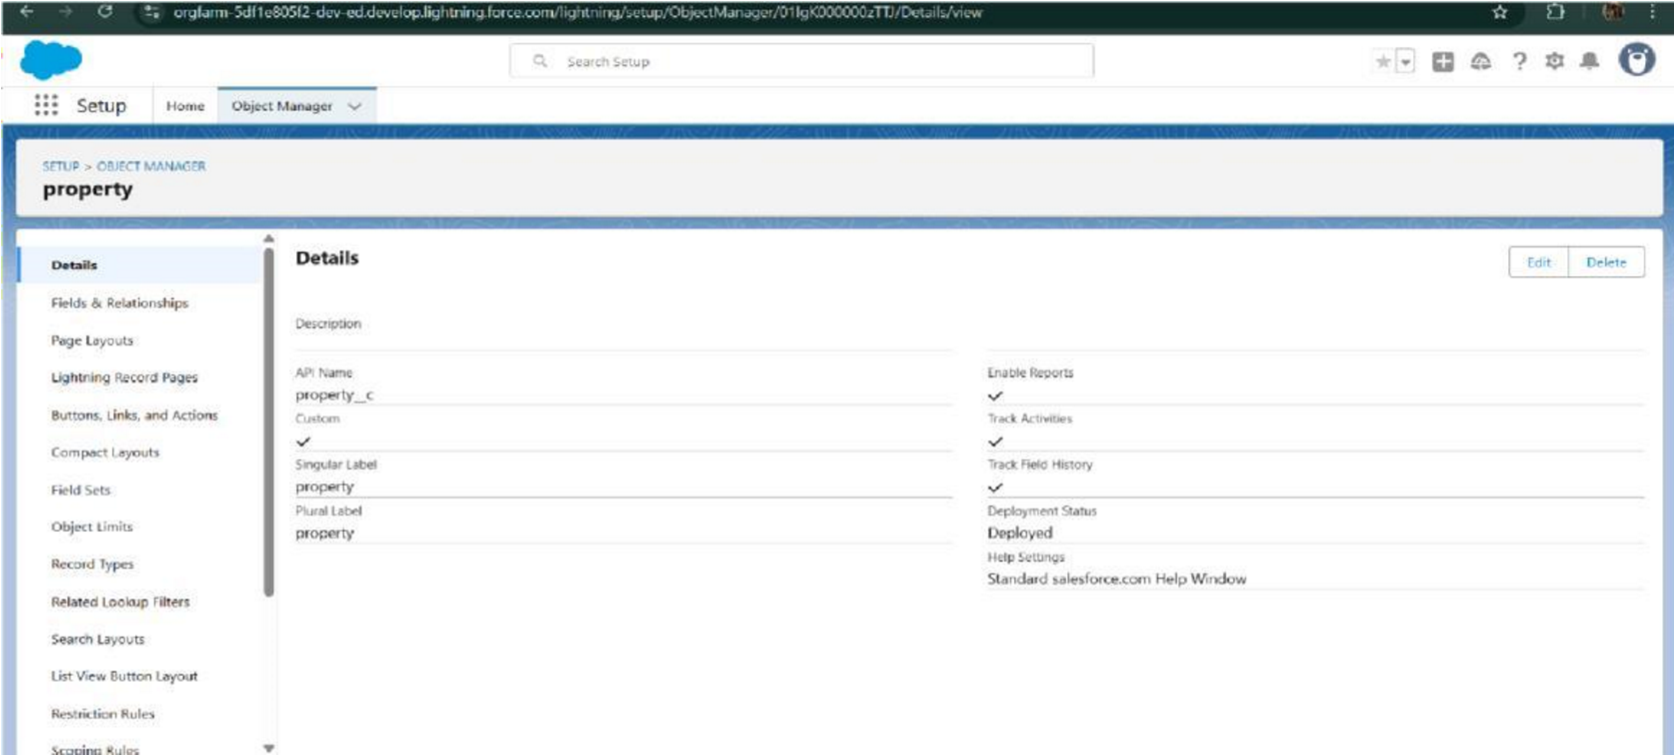 orgfarm-5df1e805f2-dev-ed.develop.lightning.force.com/lightning/setup/ObjectManager/01IgK000000zTTJ/Details/view
Search Setup
Setup
Home
Object Manager
SETUP > OBJECT MANAGER
property
Details
Fields & Relationships
Page Layouts
Lightning Record Pages
Buttons, Links, and Actions
Compact Layouts
Field Sets
Object Limits
Record Types
Related Lookup Filters
Search Layouts
List View Button Layout
Restriction Rules
Scoping Rules
Details
Edit
Delete
Description
API Name
property__c
Custom
Singular Label
property
Plural Label
property
Enable Reports
Track Activities
Track Field History
Deployment Status
Deployed
Help Settings
Standard salesforce.com Help Window